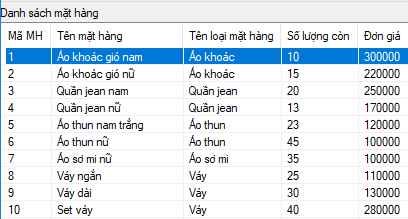 Danh sách mặt hàng
Mã MH Tên mặt hàng Tên loại mặt hàng Số lượng còn Đơn giá
1 Áo khoác gió nam Áo khoác 10 300000
2 Áo khoác gió nữ Áo khoác 15 220000
3 Quần jean nam Quần jean 20 250000
4 Quần jean nữ Quần jean 13 170000
5 Áo thun nam trắng Áo thun 23 120000
6 Áo thun nữ Áo thun 45 100000
7 Áo sơ mi nữ Áo sơ mi 35 100000
8 Váy ngắn Váy 25 110000
9 Váy dài Váy 30 130000
10 Set váy Váy 40 280000